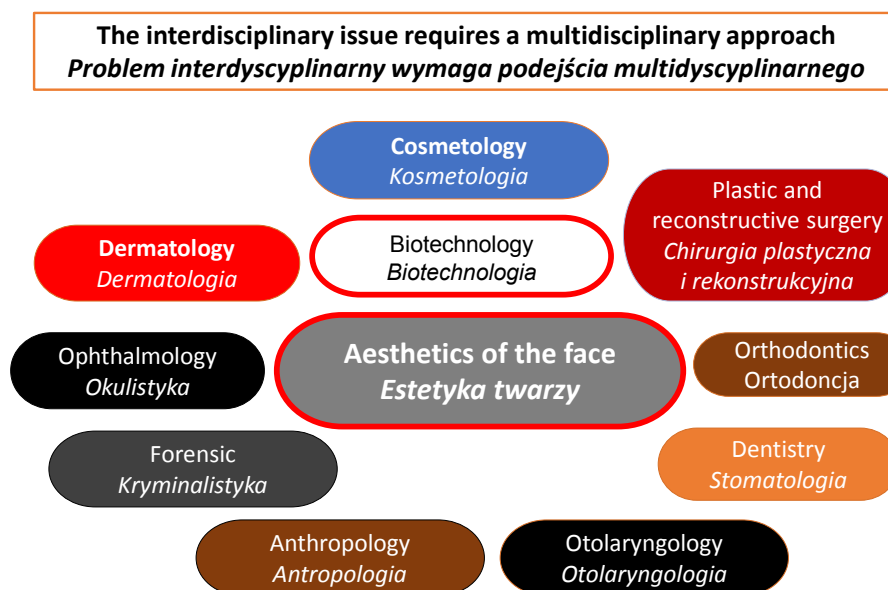 The interdisciplinary issue requires a multidisciplinary approach
Problem interdyscyplinarny wymaga podejścia multidyscyplinarnego
Cosmetology
Kosmetologia
Plastic and
reconstructive surgery
Chirurgia plastyczna
i rekonstrukcyjna
Dermatology
Dermatologia
Biotechnology
Biotechnologia
Ophthalmology
Okulistyka
Aesthetics of the face
Estetyka twarzy
Orthodontics
Ortodoncja
Forensic
Kryminalistyka
Dentistry
Stomatologia
Anthropology
Antropologia
Otolaryngology
Otolaryngologia